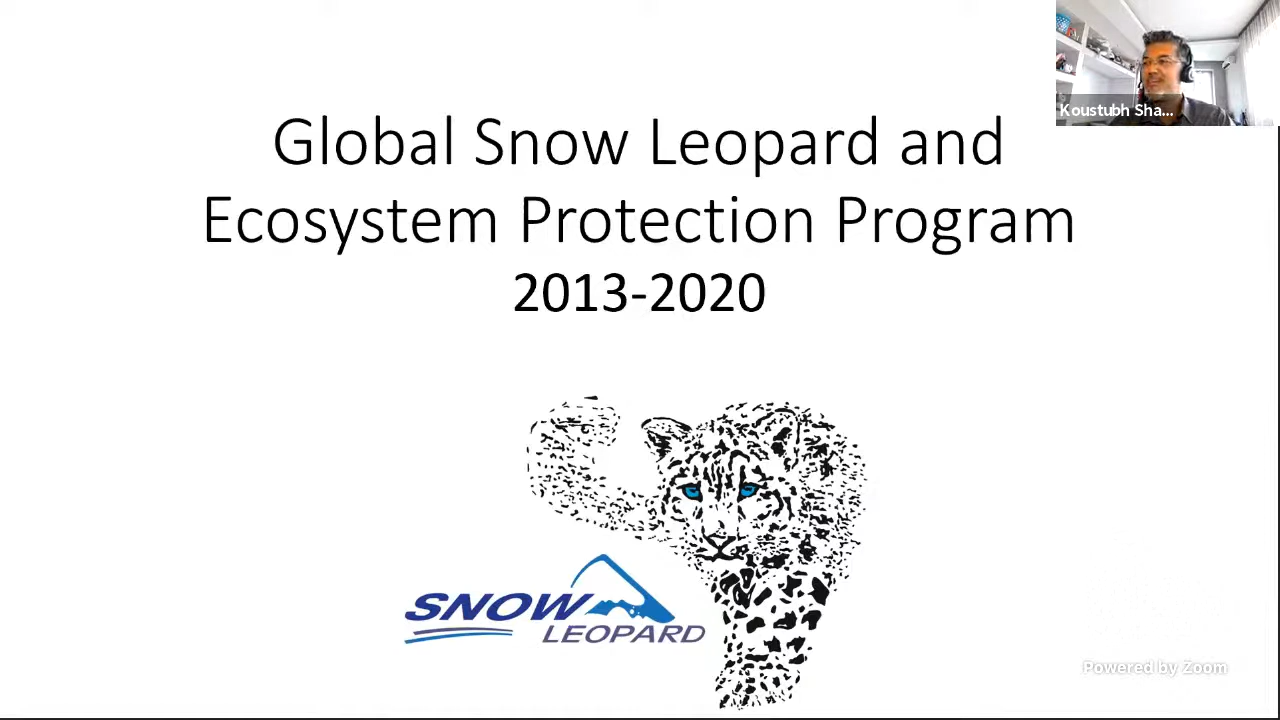 Global Snow Leopard and
Ecosystem Protection Program
2013-2020
Koustubh Sha...
SNOW
LEOPARD
Powered by Zoom